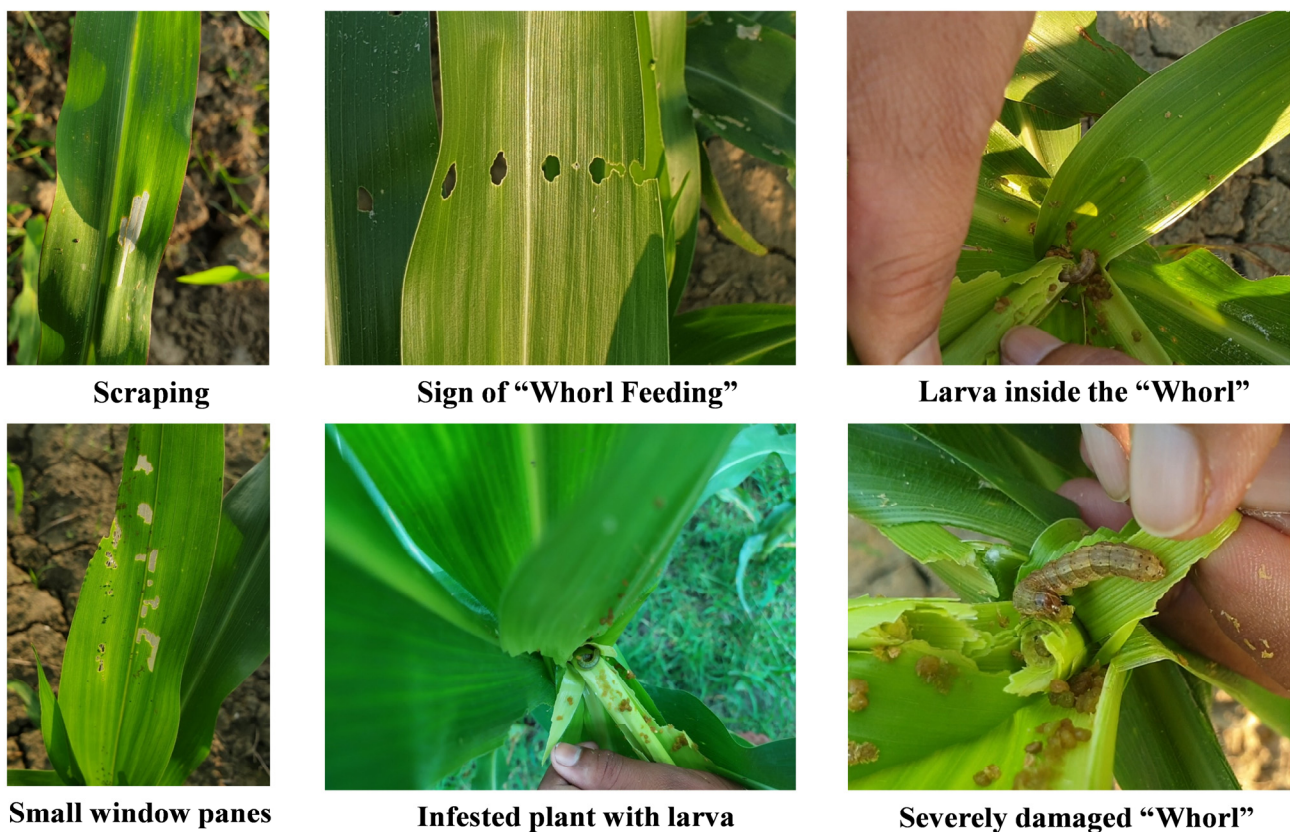 Scraping
Sign of “Whorl Feeding”
Larva inside the “Whorl”
Small window panes
Infested plant with larva
Severely damaged “Whorl”